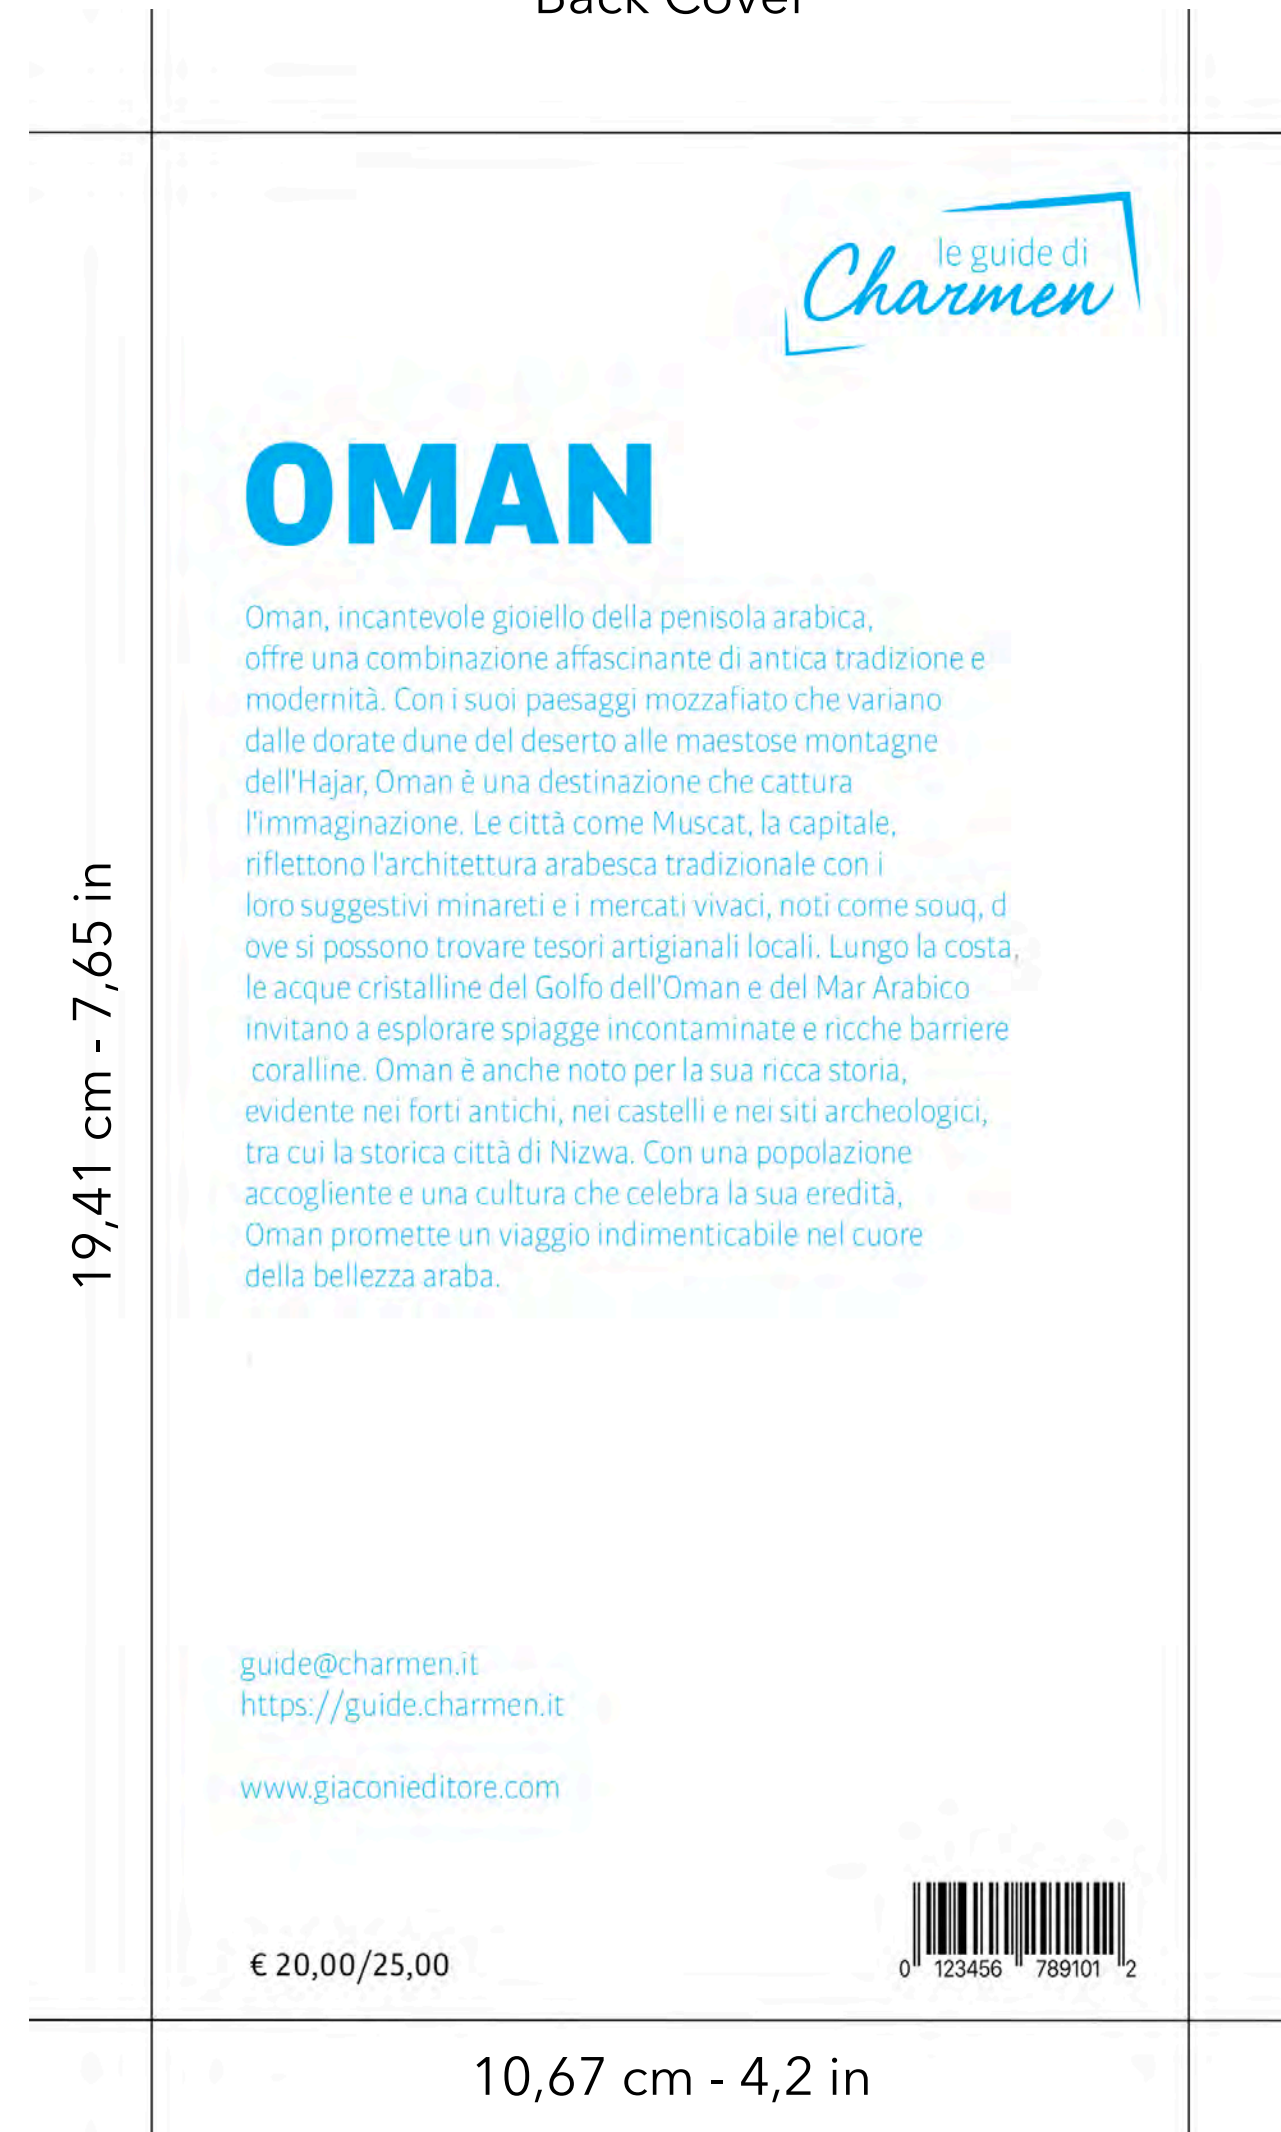 Back Cover
le guide di
Charmen
OMAN
Oman, incantevole gioiello della penisola arabica,
offre una combinazione affascinante di antica tradizione e
modernità. Con i suoi paesaggi mozzafiato che variano
dalle dorate dune del deserto alle maestose montagne
dell'Hajar, Oman è una destinazione che cattura
l'immaginazione. Le città come Muscat, la capitale,
riflettono l'architettura arabesca tradizionale con i
loro suggestivi minareti e i mercati vivaci, noti come souq, d
ove si possono trovare tesori artigianali locali. Lungo la costa,
le acque cristalline del Golfo dell'Oman e del Mar Arabico
invitano a esplorare spiagge incontaminate e ricche barriere
coralline. Oman è anche noto per la sua ricca storia,
evidente nei forti antichi, nei castelli e nei siti archeologici,
tra cui la storica città di Nizwa. Con una popolazione
accogliente e una cultura che celebra la sua eredità,
Oman promette un viaggio indimenticabile nel cuore
della bellezza araba.
19,41 cm - 7,65 in
guide@charmen.it
https://guide.charmen.it
www.giaconieditore.com
€ 20,00/25,00
0 123456 789101 2
10,67 cm - 4,2 in